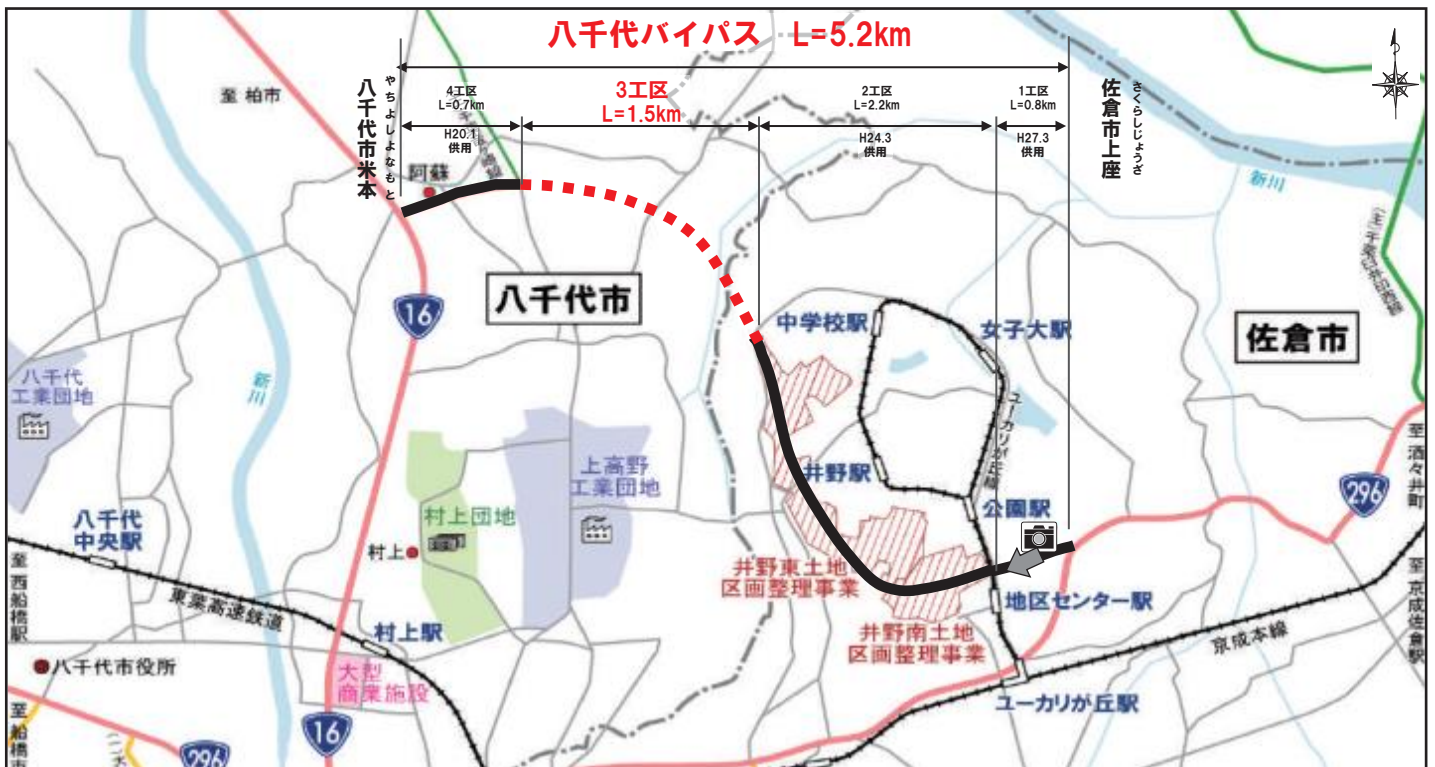 八千代バイパス L=5.2km
やちよしよなもと
八千代市米本
至 柏市
4工区
L=0.7km
H20.1
供用
3工区
L=1.5km
2工区
L=2.2km
H24.3
供用
1工区
L=0.8km
H27.3
供用
さくらしじょうざ
佐倉市上座
阿蘇
新川
16
八千代市
中学校駅
女子大駅
佐倉市
八千代
工業団地
新川
ユーカリが丘線
上高野
工業団地
井野駅
公園駅
296
至 酒々井町
八千代
中央駅
村上団地
村上
井野東土地
区画整理事業
地区センター駅
至 西船橋駅
東葉高速鉄道
村上駅
井野南土地
区画整理事業
京成本線
至 京成佐倉駅
八千代市役所
大型
商業施設
ユーカリが丘駅
16
至 船橋市
296